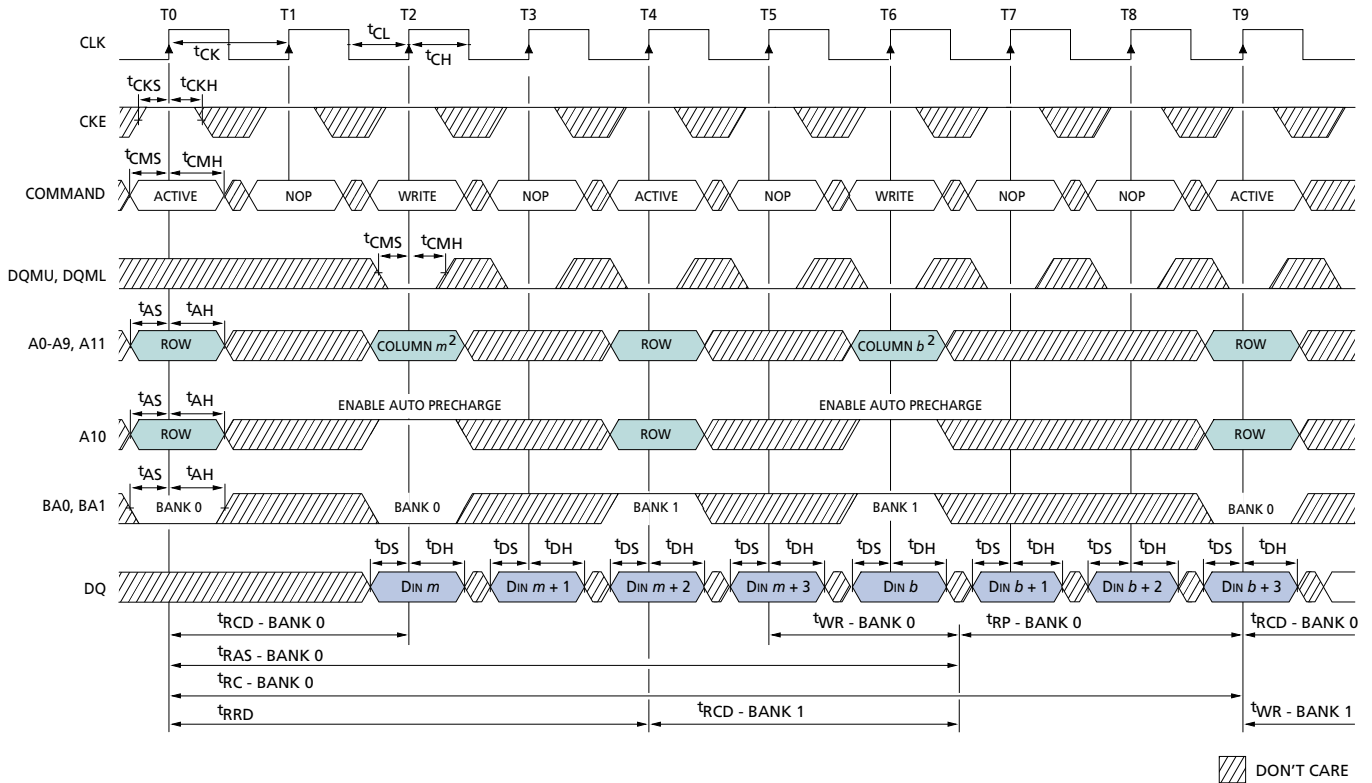 T0 T1 T2 T3 T4 T5 T6 T7 T8 T9
CLK
tCK
tCL
tCH
tCKS tCKH
CKE
tCMS tCMH
COMMAND
ACTIVE NOP WRITE NOP ACTIVE NOP WRITE NOP NOP ACTIVE
tCMS tCMH
DQMU, DQML
tAS tAH
A0-A9, A11
ROW COLUMN m² ROW COLUMN b² ROW
tAS tAH
ENABLE AUTO PRECHARGE ENABLE AUTO PRECHARGE
A10
ROW ROW ROW
tAS tAH
BA0, BA1
BANK 0 BANK 0 BANK 1 BANK 1 BANK 0
tDS tDH tDS tDH tDS tDH tDS tDH tDS tDH tDS tDH tDS tDH tDS tDH
DQ
DIN m DIN m + 1 DIN m + 2 DIN m + 3 DIN b DIN b + 1 DIN b + 2 DIN b + 3
tRCD - BANK 0 tWR - BANK 0 tRP - BANK 0 tRCD - BANK 0
tRAS - BANK 0
tRC - BANK 0
tRRD tRCD - BANK 1 tWR - BANK 1
DON'T CARE